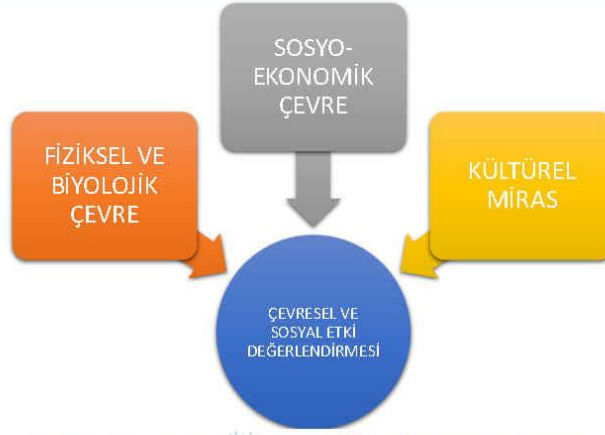 SOSYO-
EKONOMİK
ÇEVRE
FİZİKSEL VE
BİYOLOJİK
ÇEVRE
KÜLTÜREL
MİRAS
ÇEVRESEL VE
SOSYAL ETKİ
DEĞERLENDİRMESİ